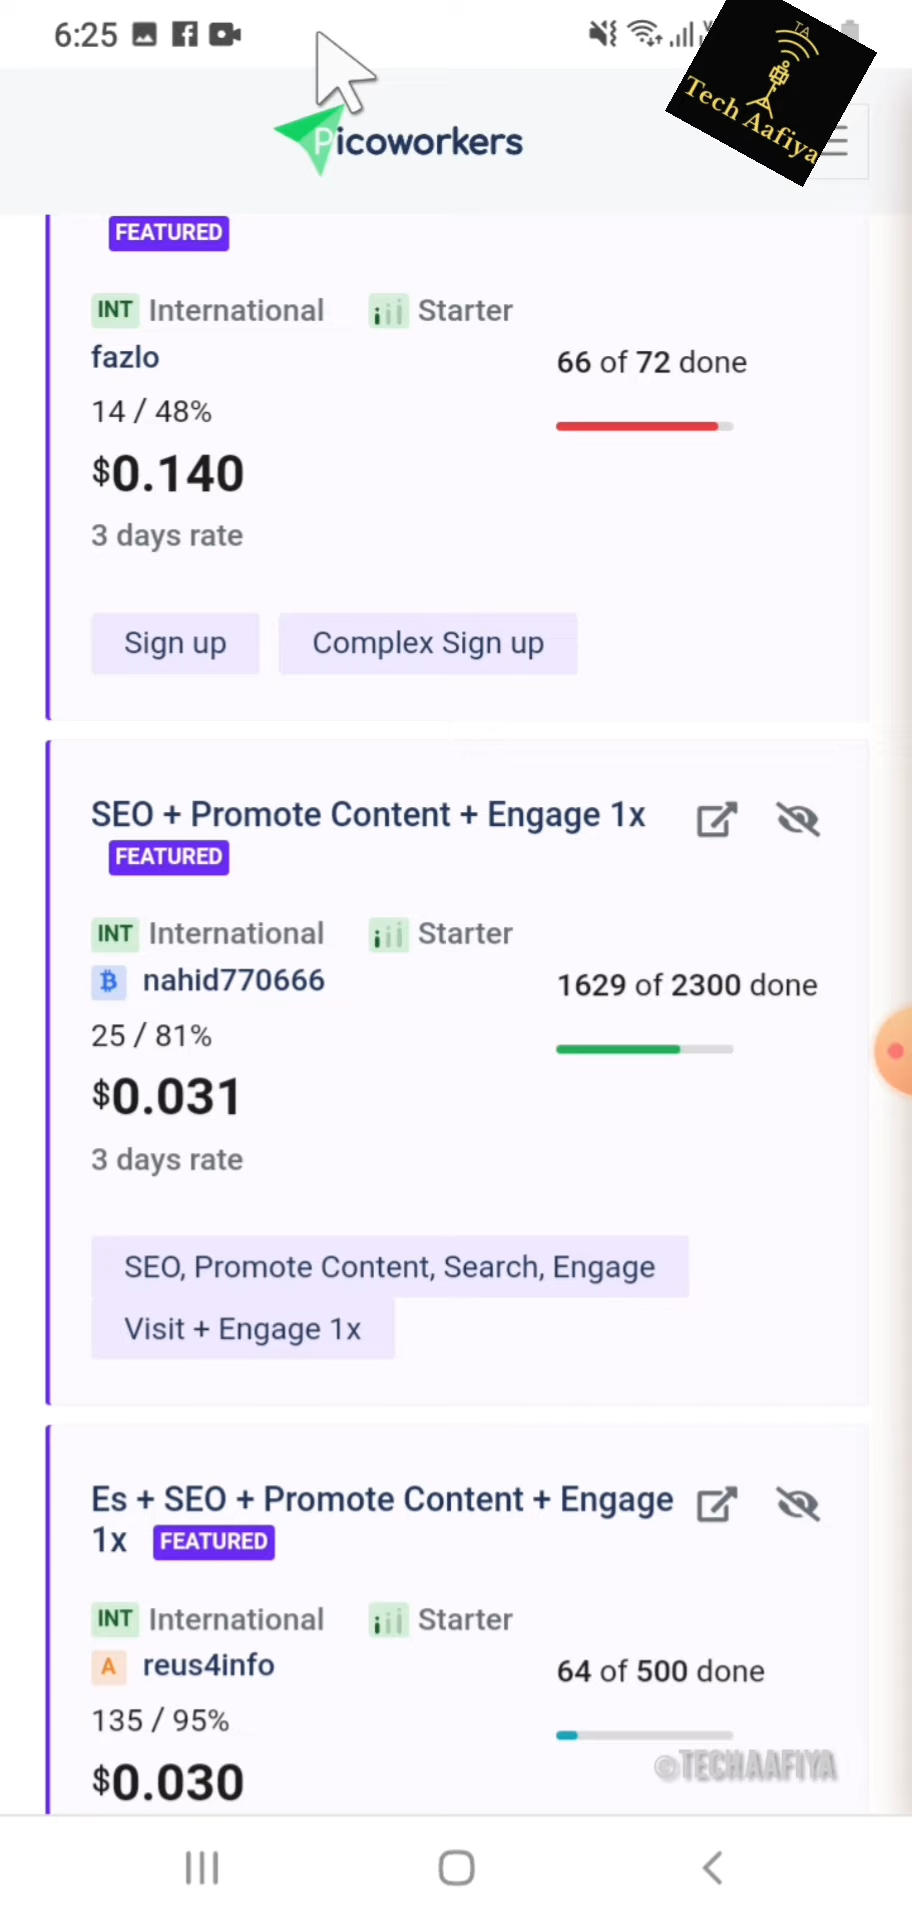 6:25
TA
Tech Aafiya
Picoworkers
FEATURED
INT International Starter
fazlo
66 of 72 done
14 / 48%
$0.140
3 days rate
Sign up Complex Sign up
SEO + Promote Content + Engage 1x
FEATURED
INT International Starter
nahid770666
1629 of 2300 done
25 / 81%
$0.031
3 days rate
SEO, Promote Content, Search, Engage
Visit + Engage 1x
Es + SEO + Promote Content + Engage
1x FEATURED
INT International Starter
A reus4info
64 of 500 done
135 / 95%
$0.030
©TECHAAFIYA